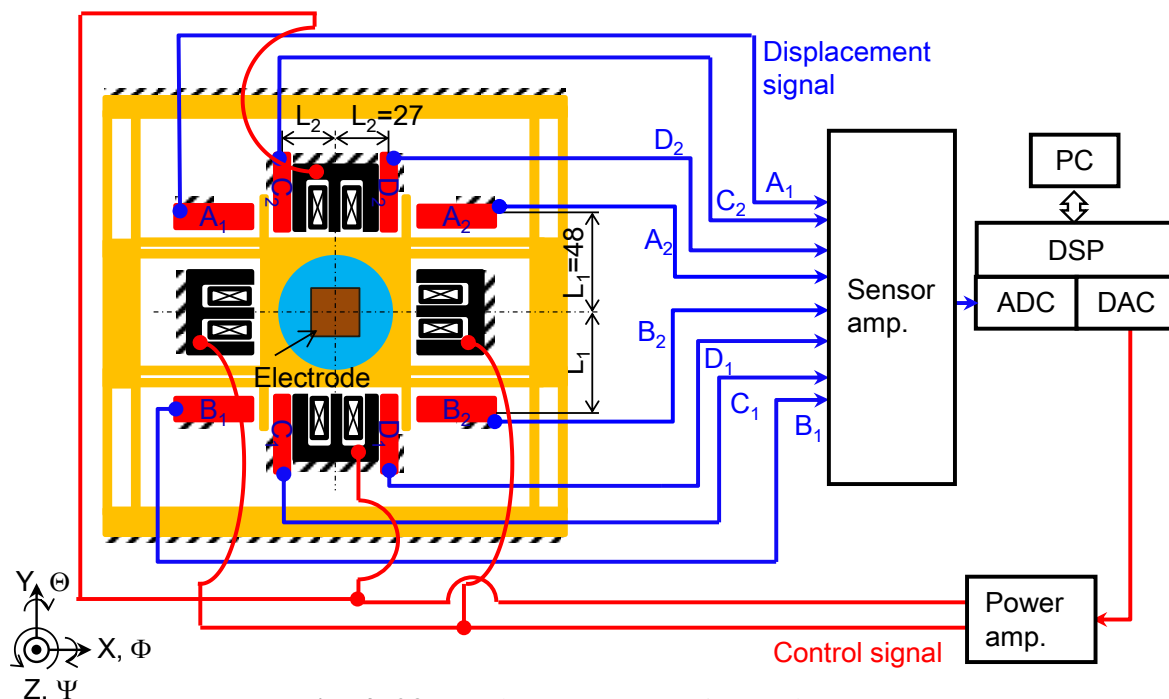 Displacement
signal
L₂
L₂=27
C₂
D₂
A₁
A₂
L₁=48
L₁
Electrode
B₁
B₂
C₁
D₁
D₂
A₁
C₂
A₂
B₂
D₁
C₁
B₁
Sensor
amp.
PC
DSP
ADC
DAC
Power
amp.
Control signal
Y, Θ
X, Φ
Z, Ψ